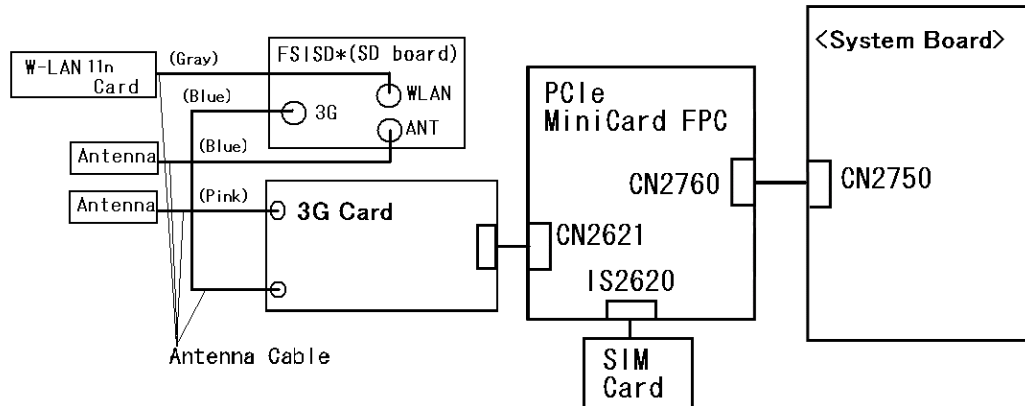 W-LAN 11n
Card
(Gray)
FSISD*(SD board)
(Blue)
3G
WLAN
ANT
Antenna
(Blue)
Antenna
(Pink)
3G Card
Antenna Cable
PCIe
MiniCard FPC
CN2760
CN2621
IS2620
SIM
Card
<System Board>
CN2750